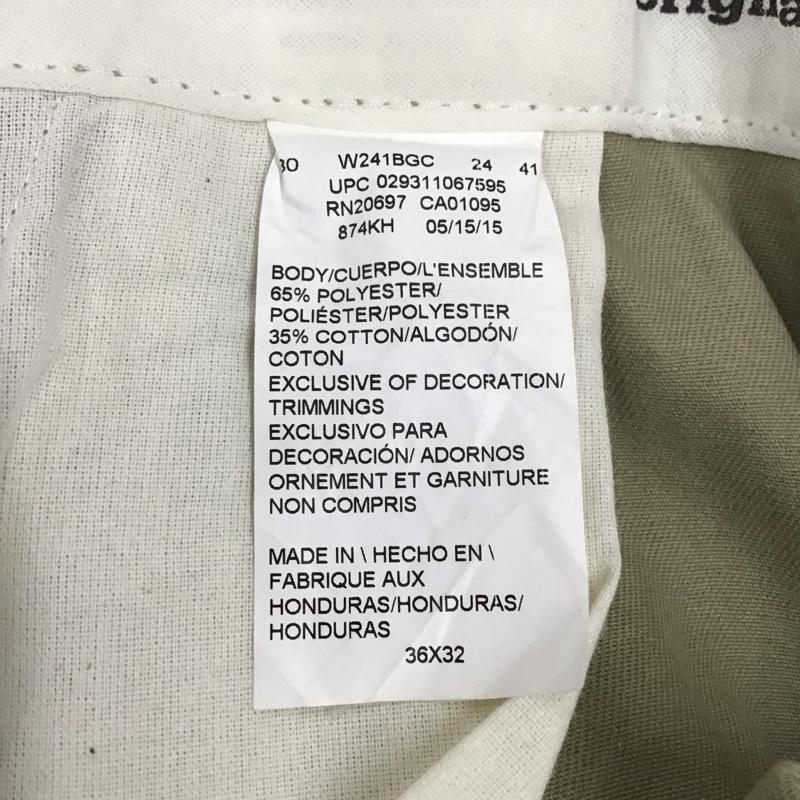 W241BGC 24 41
UPC 029311067595
RN20697 CA01095
874KH 05/15/15
BODY/CUERPO/L'ENSEMBLE
65% POLYESTER/
POLIÉSTER/POLYESTER
35% COTTON/ALGODÓN/
COTON
EXCLUSIVE OF DECORATION/
TRIMMINGS
EXCLUSIVO PARA
DECORACIÓN/ ADORNOS
ORNEMENT ET GARNITURE
NON COMPRIS
MADE IN \ HECHO EN \
FABRIQUE AUX
HONDURAS/HONDURAS/
HONDURAS
36X32